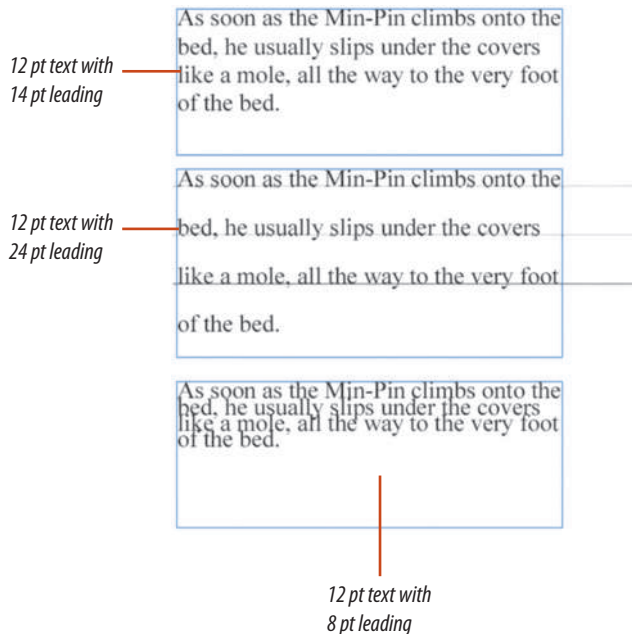 As soon as the Min-Pin climbs onto the
bed, he usually slips under the covers
like a mole, all the way to the very foot
of the bed.
12 pt text with
14 pt leading
As soon as the Min-Pin climbs onto the
bed, he usually slips under the covers
like a mole, all the way to the very foot
of the bed.
12 pt text with
24 pt leading
As soon as the Min-Pin climbs onto the
bed, he usually slips under the covers
like a mole, all the way to the very foot
of the bed.
12 pt text with
8 pt leading